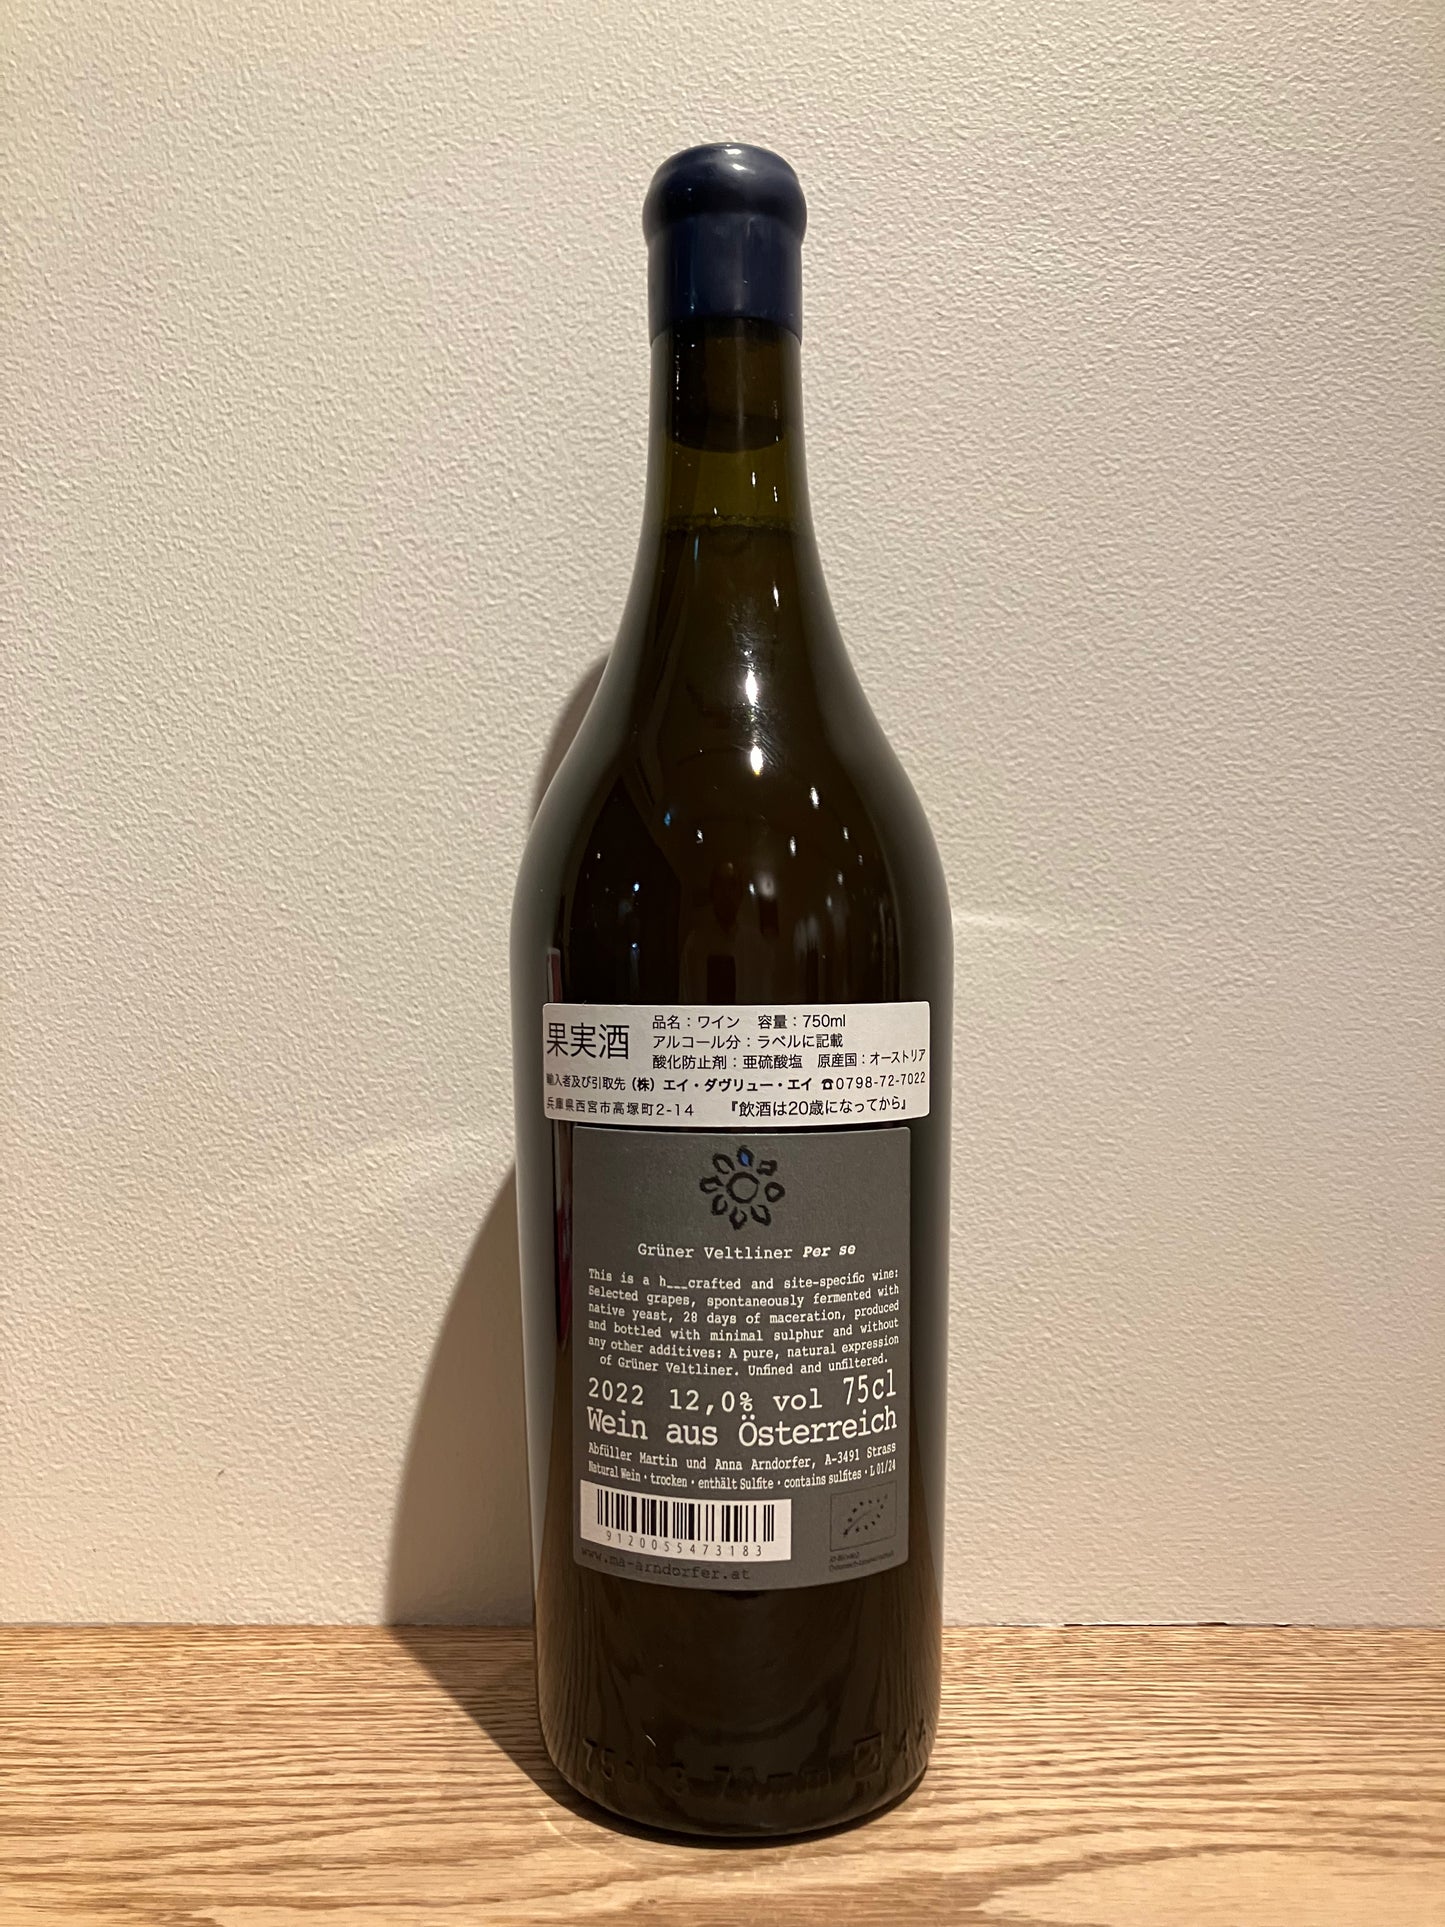 果実酒
品名：ワイン　容量：750ml
アルコール分：ラベルに記載
酸化防止剤：亜硫酸塩　原産国：オーストリア
輸入者及び引取先（株）エイ・ダヴリュー・エイ ☎0798-72-7022
兵庫県西宮市高塚町2-14　『飲酒は20歳になってから』
Grüner Veltliner Per se
This is a h___crafted and site-specific wine:
Selected grapes, spontaneously fermented with
native yeast, 28 days of maceration, produced
and bottled with minimal sulphur and without
any other additives: A pure, natural expression
of Grüner Veltliner. Unfined and unfiltered.
2022 12,0% vol 75cl
Wein aus Österreich
Abfüller Martin und Anna Arndorfer, A-3491 Strass
Natural Wein · trocken · enthält Sulfite · contains sulfites · L 01/24
9120055473183
www.ma-arndorfer.at
75cl